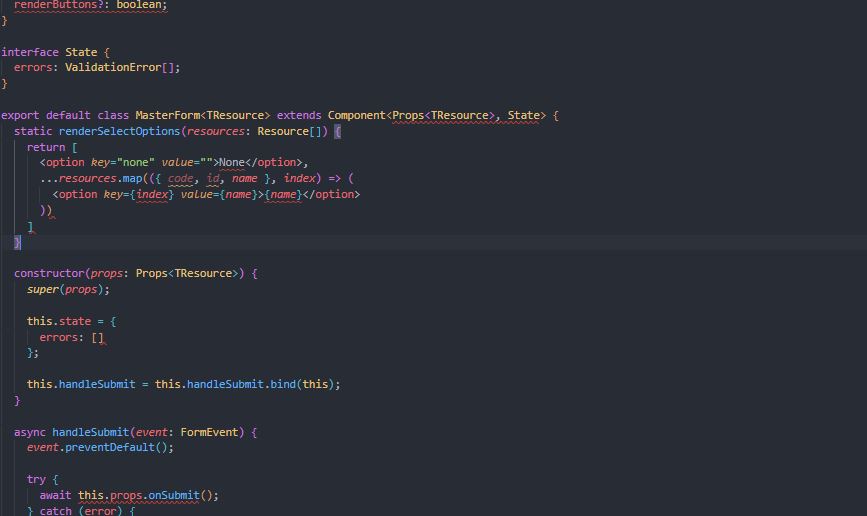 renderButtons?: boolean;
}
interface State {
errors: ValidationError[];
}
export default class MasterForm<TResource> extends Component<Props<TResource>, State> {
static renderSelectOptions(resources: Resource[]) {
return [
<option key="none" value="">None</option>,
...resources.map(({ code, id, name }, index) => (
<option key={index} value={name}>{name}</option>
))
]
}
constructor(props: Props<TResource>) {
super(props);
this.state = {
errors: []
};
this.handleSubmit = this.handleSubmit.bind(this);
}
async handleSubmit(event: FormEvent) {
event.preventDefault();
try {
await this.props.onSubmit();
} catch (error) {